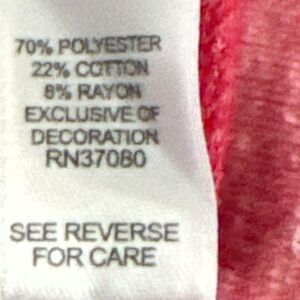 70% POLYESTER
22% COTTON
8% RAYON
EXCLUSIVE OF
DECORATION
RN37080
SEE REVERSE
FOR CARE